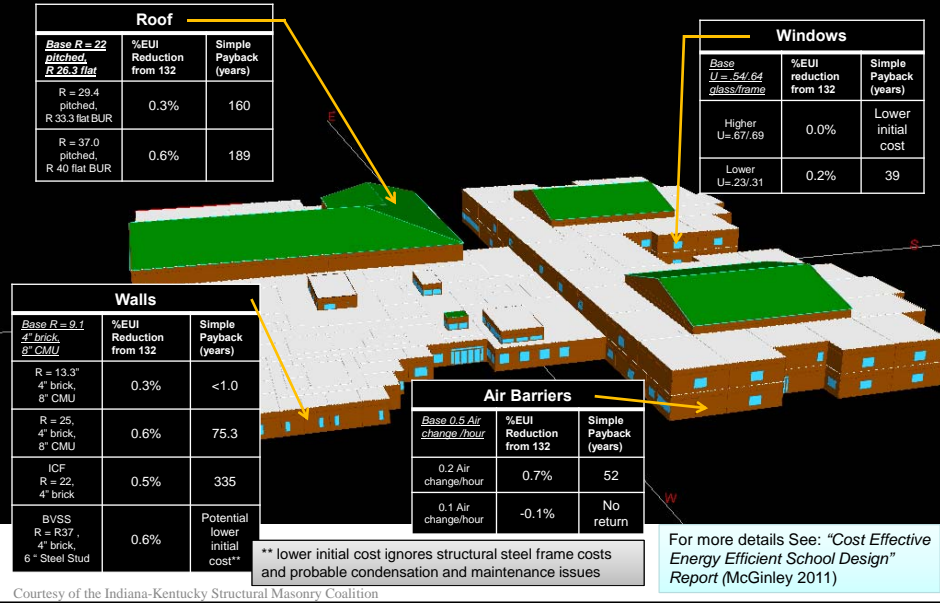 Roof
Base R = 22
pitched,
R 26.3 flat
%EUI
Reduction
from 132
Simple
Payback
(years)
R = 29.4
pitched,
R 33.3 flat BUR
0.3%
160
R = 37.0
pitched,
R 40 flat BUR
0.6%
189
Windows
Base
U = .54/.64
glass/frame
%EUI
reduction
from 132
Simple
Payback
(years)
Higher
U=.67/.69
0.0%
Lower
initial
cost
Lower
U=.23/.31
0.2%
39
E
S
Walls
Base R = 9.1
4" brick,
8" CMU
%EUI
Reduction
from 132
Simple
Payback
(years)
R = 13.3"
4" brick,
8" CMU
0.3%
<1.0
R = 25,
4" brick,
8" CMU
0.6%
75.3
ICF
R = 22,
4" brick
0.5%
335
BVSS
R = R37 ,
4" brick,
6 " Steel Stud
0.6%
Potential
lower
initial
cost**
Air Barriers
Base 0.5 Air
change /hour
%EUI
Reduction
from 132
Simple
Payback
(years)
0.2 Air
change/hour
0.7%
52
0.1 Air
change/hour
-0.1%
No
return
W
** lower initial cost ignores structural steel frame costs
and probable condensation and maintenance issues
For more details See: "Cost Effective
Energy Efficient School Design"
Report (McGinley 2011)
Courtesy of the Indiana-Kentucky Structural Masonry Coalition